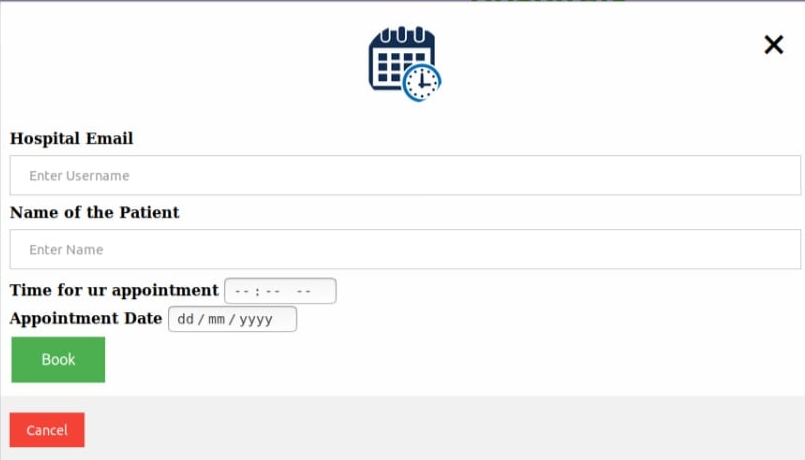 Hospital Email
Enter Username
Name of the Patient
Enter Name
Time for ur appointment --:-- --
Appointment Date dd/mm/yyyy
Book
Cancel